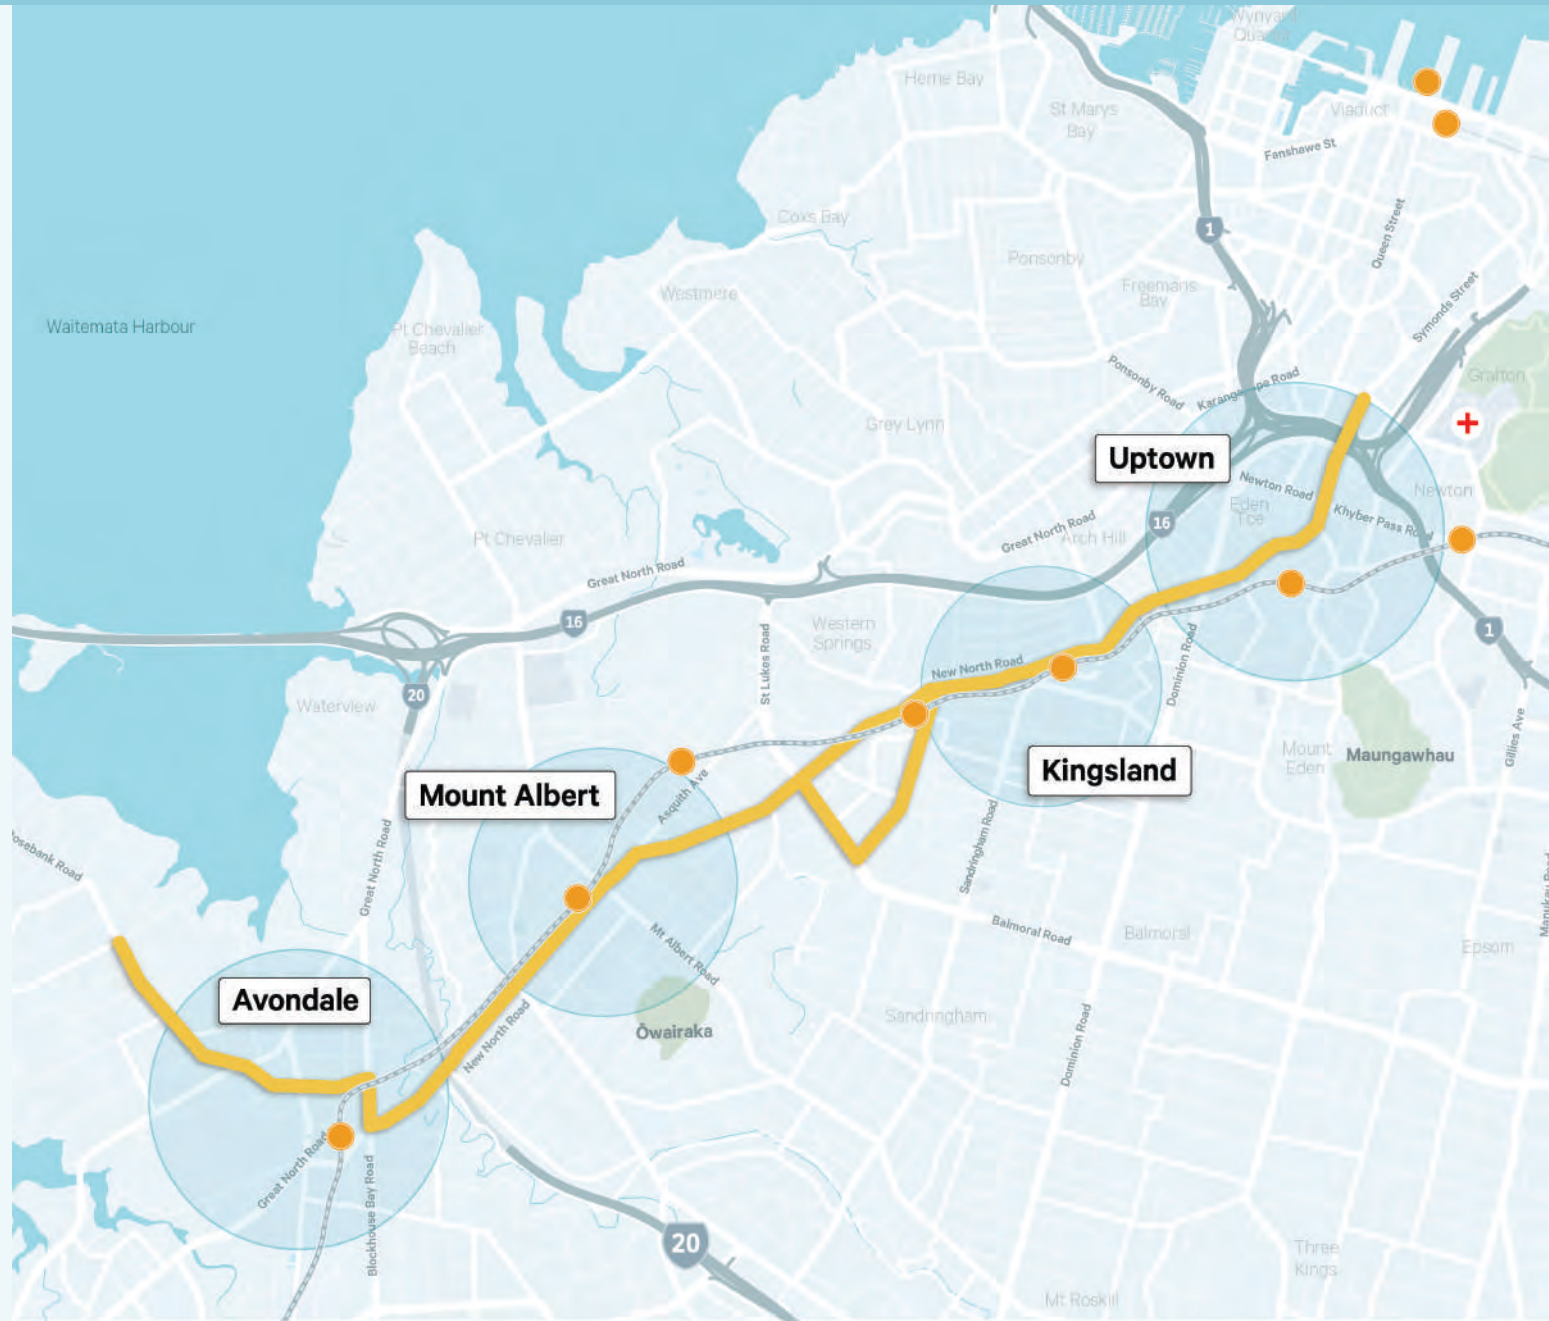 Wynyard
Quarter
Herne Bay
St Marys
Bay
Viaduct
Fanshawe St
Coxs Bay
1
Queen Street
Ponsonby
Freemans
Bay
Westmere
Symonds Street
Waitemata Harbour
Pt Chevalier
Beach
Ponsonby Road
Karangahape Road
Grafton
Grey Lynn
Uptown
Newton Road
Newton
Eden
Tce
Khyber Pass Road
16
Great North Road
Arch Hill
Pt Chevalier
Great North Road
16
Western
Springs
1
St Lukes Road
New North Road
Dominion Road
20
Waterview
Gillies Ave
Mount
Eden
Maungawhau
Kingsland
Mount Albert
Asquith Ave
Rosebank Road
Great North Road
Sandringham Road
Manukau Road
Balmoral Road
Balmoral
Epsom
Mt Albert Road
Avondale
Ōwairaka
Sandringham
New North Road
Dominion Road
Great North Road
Blockhouse Bay Road
20
Three
Kings
Mt Roskill